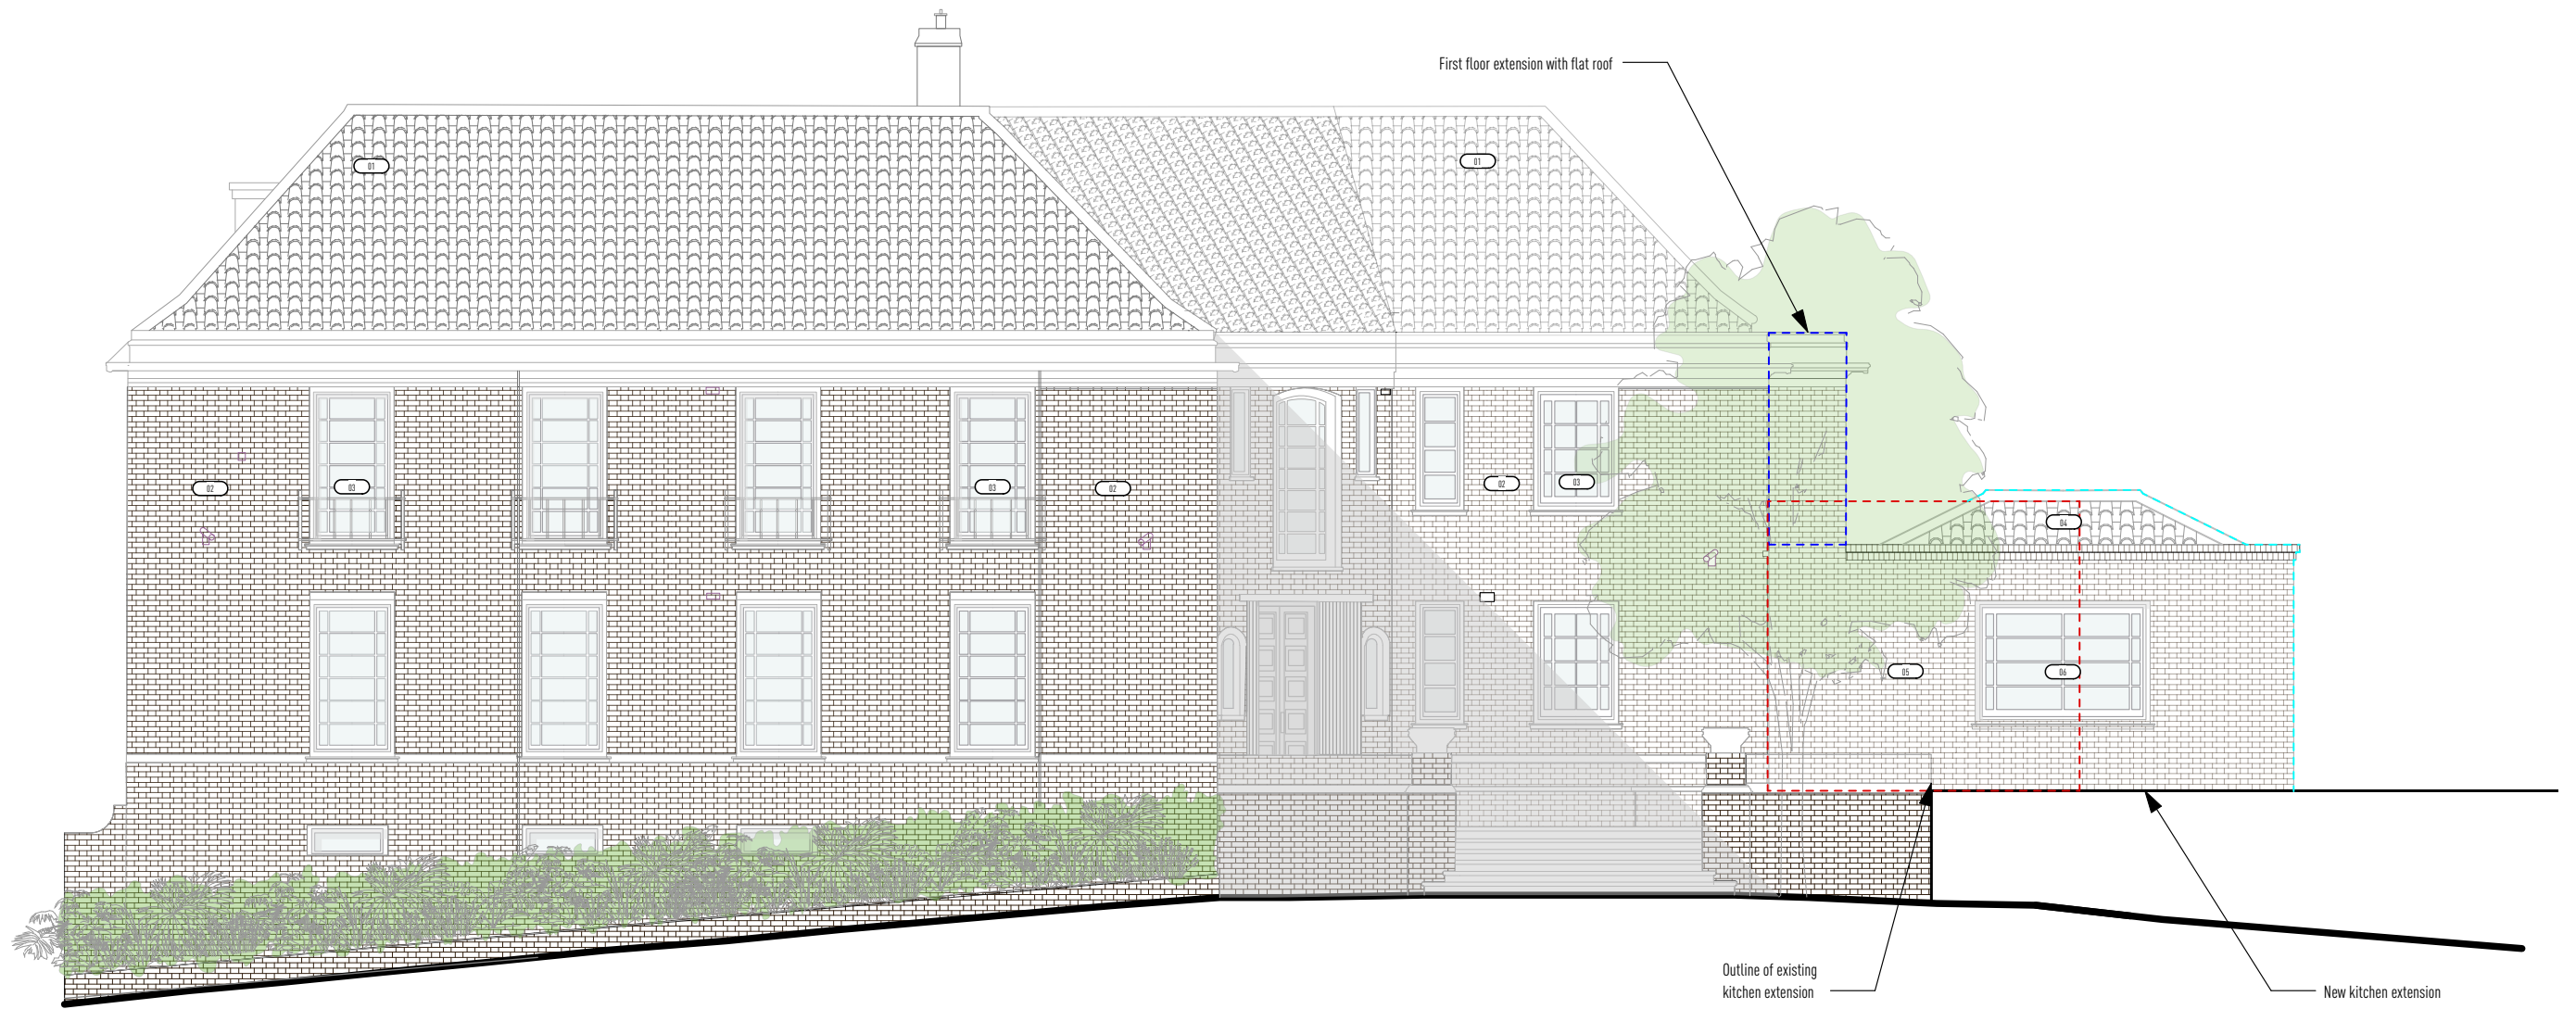 First floor extension with flat roof
01
01
02
03
03
02
02
03
04
05
06
Outline of existing
kitchen extension
New kitchen extension